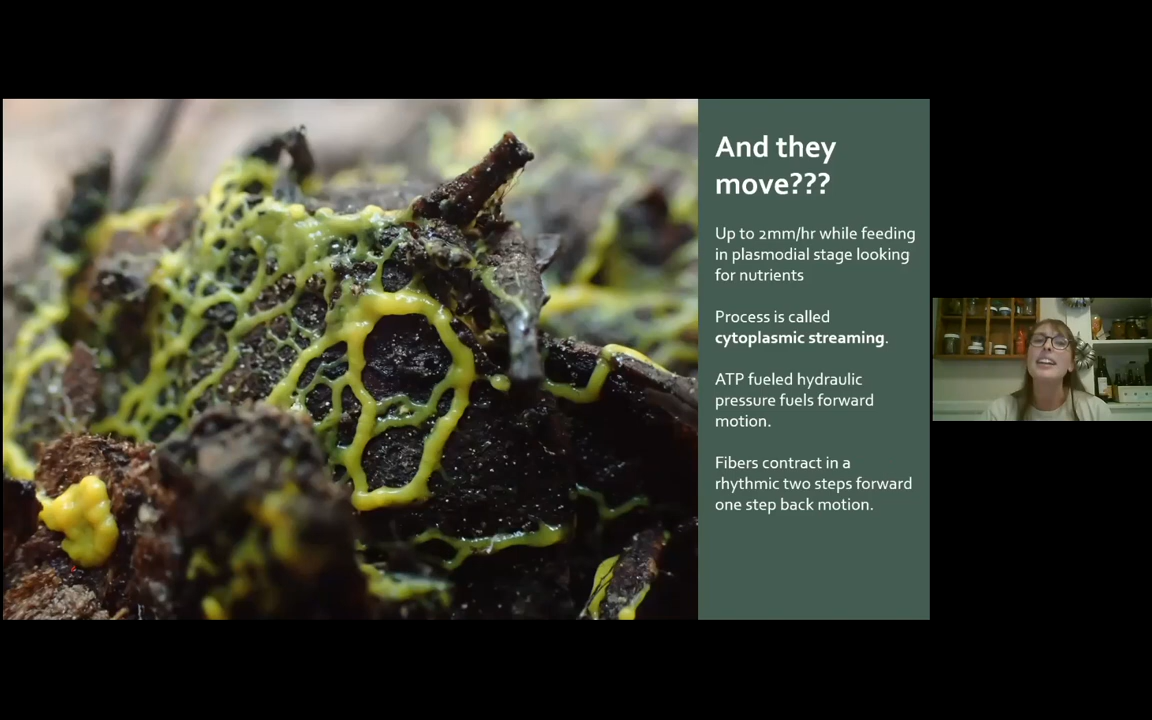 And they
move???
Up to 2mm/hr while feeding
in plasmodial stage looking
for nutrients
Process is called
cytoplasmic streaming.
ATP fueled hydraulic
pressure fuels forward
motion.
Fibers contract in a
rhythmic two steps forward
one step back motion.